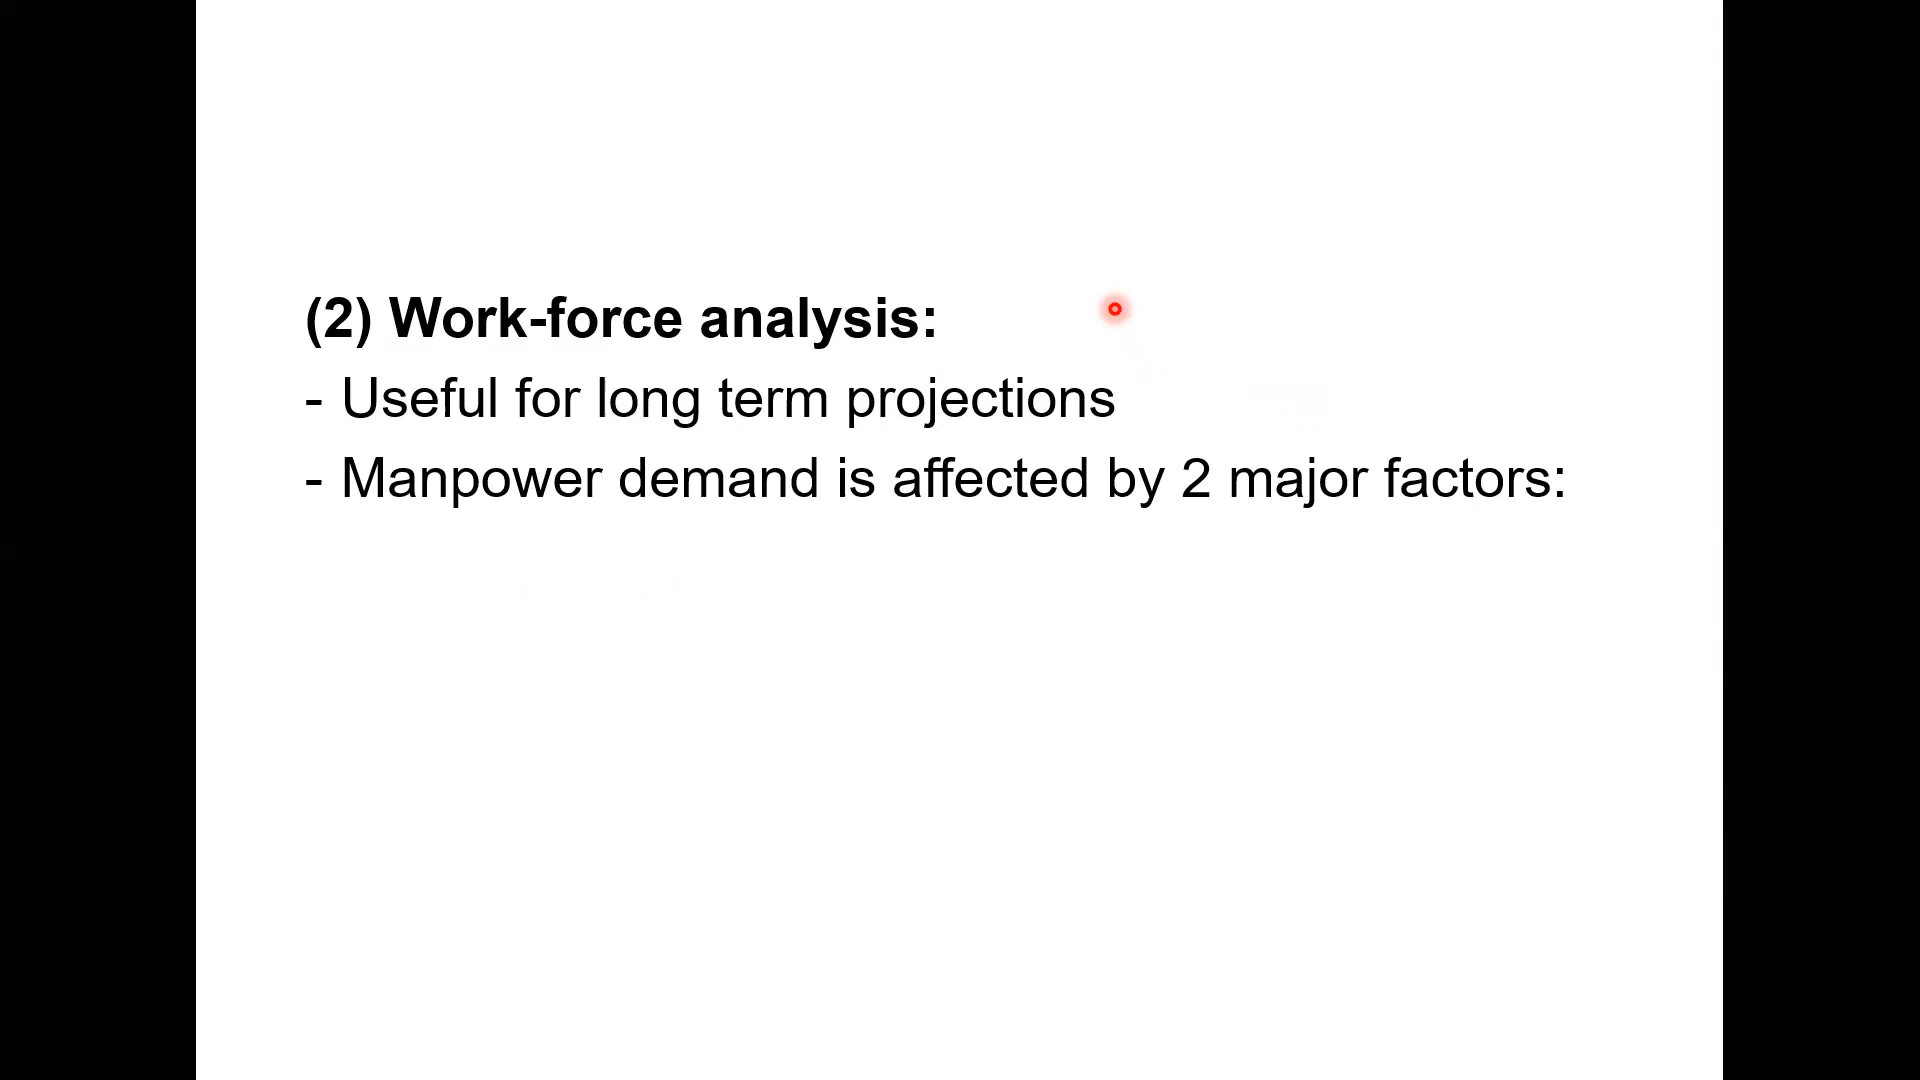 (2) Work-force analysis:
- Useful for long term projections
- Manpower demand is affected by 2 major factors: